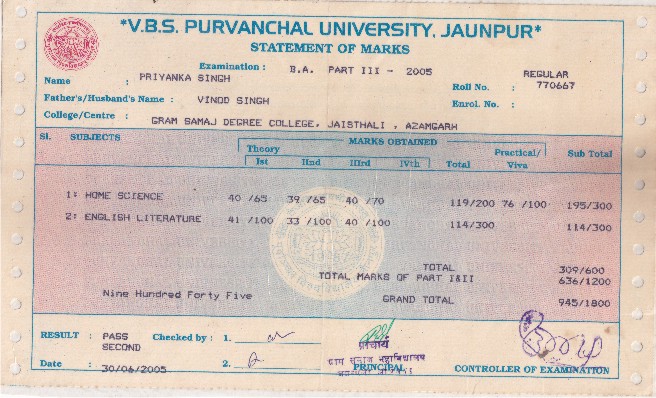 *V.B.S. PURVANCHAL UNIVERSITY, JAUNPUR*
STATEMENT OF MARKS
Examination : B.A. PART III - 2005 REGULAR
Name : PRIYANKA SINGH Roll No. : 770667
Father's/Husband's Name : VINOD SINGH Enrol. No. :
College/Centre : GRAM SAMAJ DEGREE COLLEGE, JAISTHALI , AZAMGARH
Sl. SUBJECTS MARKS OBTAINED
Theory Practical/ Sub Total
Ist IInd IIIrd IVth Total Viva
1: HOME SCIENCE 40 /65 39 /65 40 /70 119/200 76 /100 195/300
2: ENGLISH LITERATURE 41 /100 33 /100 40 /100 114/300 114/300
TOTAL 309/600
TOTAL MARKS OF PART I&II 636/1200
Nine Hundred Forty Five GRAND TOTAL 945/1800
RESULT : PASS Checked by : 1.
SECOND
प्राचार्य
ग्राम समाज महाविद्यालय
Date : 30/06/2005 2. PRINCIPAL CONTROLLER OF EXAMINATION